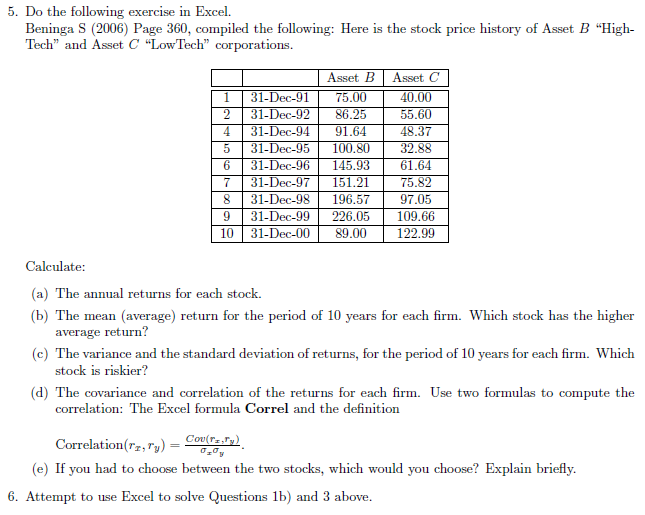 5. Do the following exercise in Excel.
Beninga S (2006) Page 360, compiled the following: Here is the stock price history of Asset B “High-
Tech” and Asset C “LowTech” corporations.
Asset B Asset C
1 31-Dec-91 75.00 40.00
2 31-Dec-92 86.25 55.60
4 31-Dec-94 91.64 48.37
5 31-Dec-95 100.80 32.88
6 31-Dec-96 145.93 61.64
7 31-Dec-97 151.21 75.82
8 31-Dec-98 196.57 97.05
9 31-Dec-99 226.05 109.66
10 31-Dec-00 89.00 122.99
Calculate:
(a) The annual returns for each stock.
(b) The mean (average) return for the period of 10 years for each firm. Which stock has the higher
average return?
(c) The variance and the standard deviation of returns, for the period of 10 years for each firm. Which
stock is riskier?
(d) The covariance and correlation of the returns for each firm. Use two formulas to compute the
correlation: The Excel formula Correl and the definition
Correlation(rₓ, r_y) = Cov(rₓ,r_y) / σₓσ_y.
(e) If you had to choose between the two stocks, which would you choose? Explain briefly.
6. Attempt to use Excel to solve Questions 1b) and 3 above.